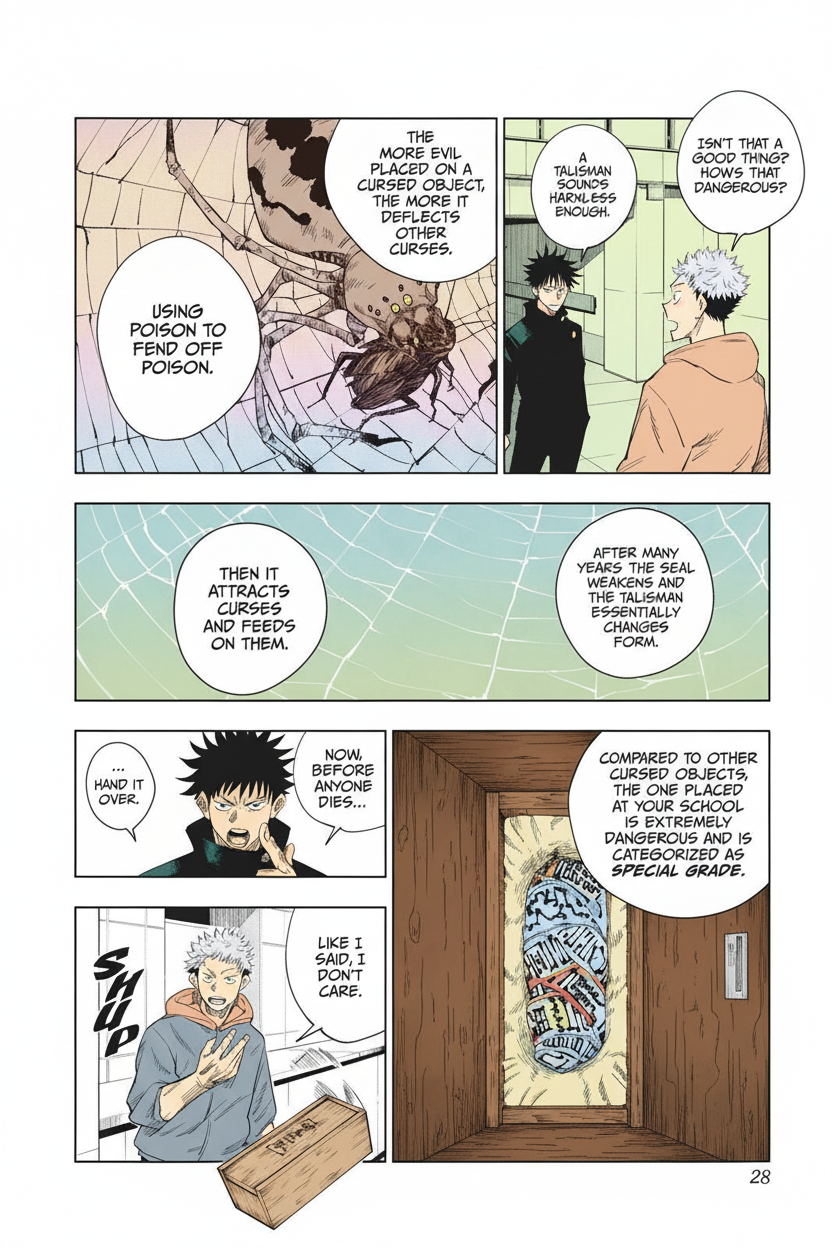 ISN'T THAT A
GOOD THING?
HOW'S THAT
DANGEROUS?
A
TALISMAN
SOUNDS
HARMLESS
ENOUGH.
THE
MORE EVIL
PLACED ON A
CURSED OBJECT,
THE MORE IT
DEFLECTS
OTHER
CURSES.
USING
POISON TO
FEND OFF
POISON.
AFTER MANY
YEARS THE SEAL
WEAKENS AND
THE TALISMAN
ESSENTIALLY
CHANGES
FORM.
THEN IT
ATTRACTS
CURSES
AND FEEDS
ON THEM.
COMPARED TO OTHER
CURSED OBJECTS,
THE ONE PLACED
AT YOUR SCHOOL
IS EXTREMELY
DANGEROUS AND IS
CATEGORIZED AS
SPECIAL GRADE.
NOW,
BEFORE
ANYONE
DIES...
...
HAND IT
OVER.
LIKE I
SAID, I
DON'T
CARE.
SHUP
28